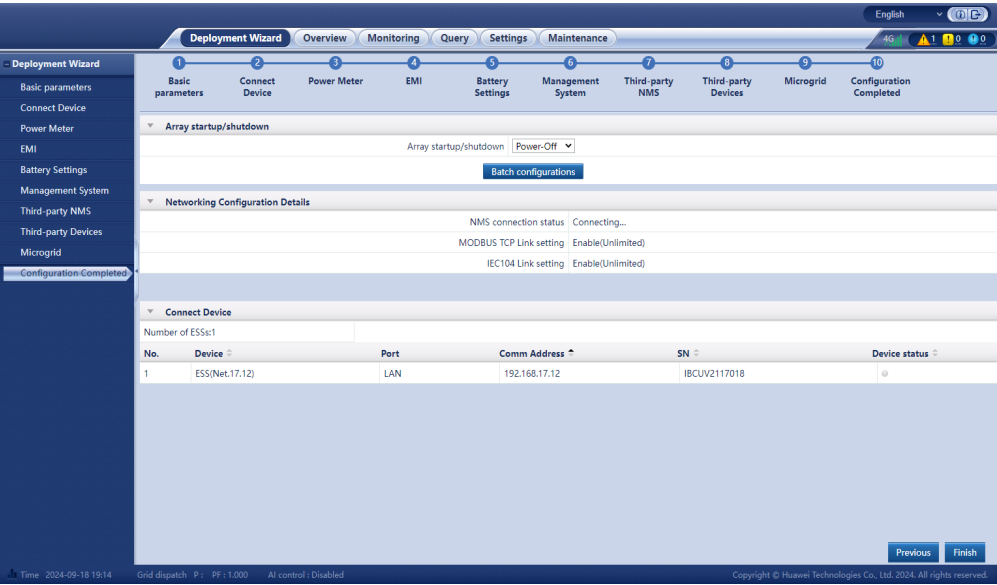 English
Deployment Wizard Overview Monitoring Query Settings Maintenance
4G 1 0 0
Deployment Wizard
Basic parameters
Connect Device
Power Meter
EMI
Battery Settings
Management System
Third-party NMS
Third-party Devices
Microgrid
Configuration Completed
1 2 3 4 5 6 7 8 9 10
Basic parameters
Connect Device
Power Meter
EMI
Battery Settings
Management System
Third-party NMS
Third-party Devices
Microgrid
Configuration Completed
Array startup/shutdown
Array startup/shutdown Power-Off
Batch configurations
Networking Configuration Details
NMS connection status Connecting...
MODBUS TCP Link setting Enable(Unlimited)
IEC104 Link setting Enable(Unlimited)
Connect Device
Number of ESSs:1
No. Device Port Comm Address SN Device status
1 ESS(Net.17.12) LAN 192.168.17.12 IBCUV2117018
Previous Finish
Time 2024-09-18 19:14 Grid dispatch P : PF : 1.000 AI control : Disabled Copyright © Huawei Technologies Co., Ltd. 2024. All rights reserved.